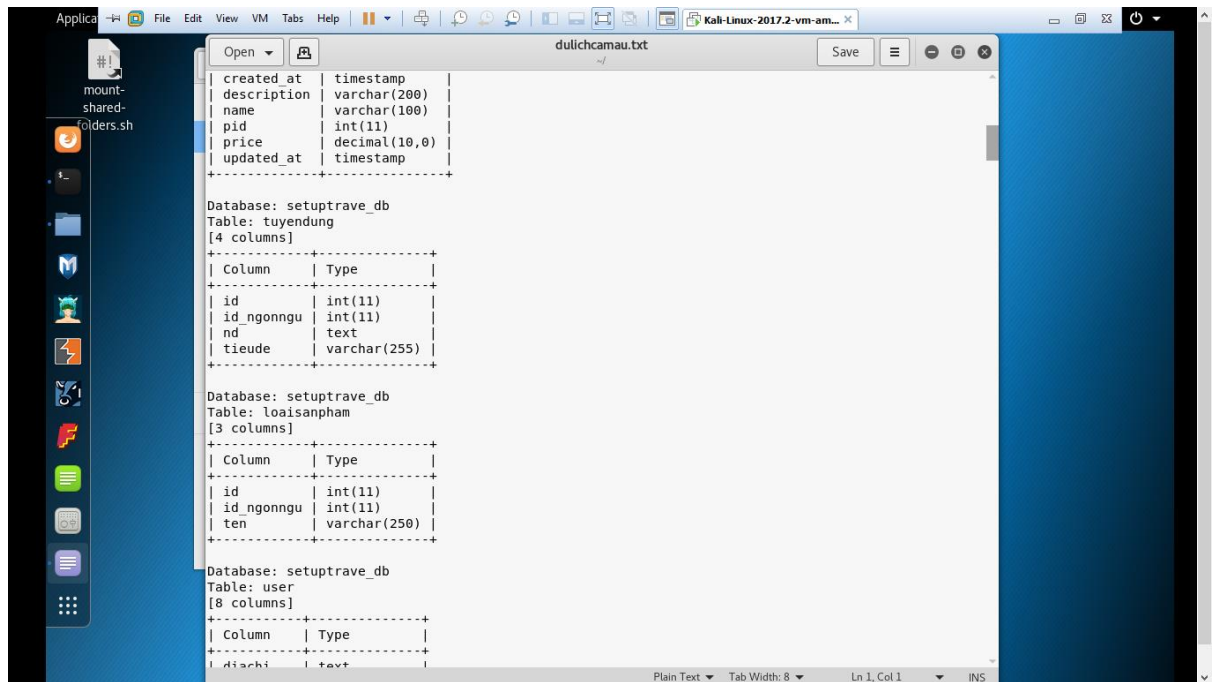 Applica File Edit View VM Tabs Help Kali-Linux-2017.2-vm-am... ×
mount-
shared-
folders.sh
Open dulichcamau.txt Save
~/
| created_at | timestamp |
| description | varchar(200) |
| name | varchar(100) |
| pid | int(11) |
| price | decimal(10,0) |
| updated_at | timestamp |
+-------------+---------------+
Database: setuptrave_db
Table: tuyendung
[4 columns]
+------------+--------------+
| Column | Type |
+------------+--------------+
| id | int(11) |
| id_ngonngu | int(11) |
| nd | text |
| tieude | varchar(255) |
+------------+--------------+
Database: setuptrave_db
Table: loaisanpham
[3 columns]
+------------+--------------+
| Column | Type |
+------------+--------------+
| id | int(11) |
| id_ngonngu | int(11) |
| ten | varchar(250) |
+------------+--------------+
Database: setuptrave_db
Table: user
[8 columns]
+-----------+--------------+
| Column | Type |
+-----------+--------------+
| diachi | text |
Plain Text Tab Width: 8 Ln 1, Col 1 INS